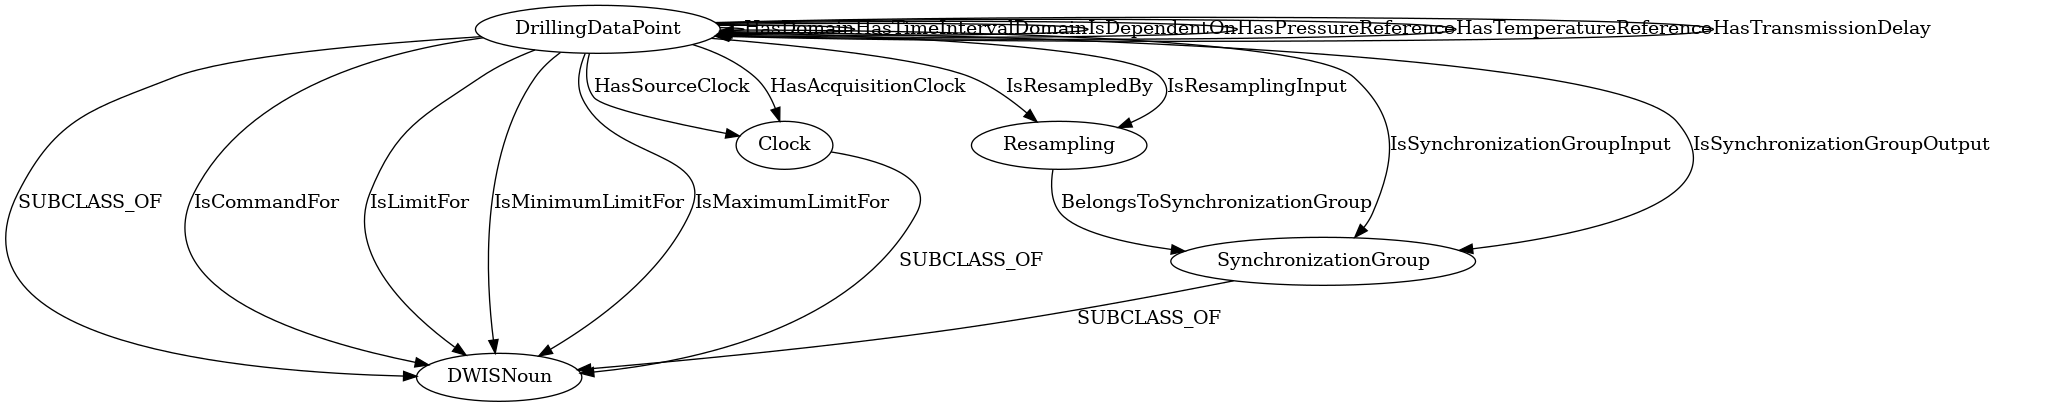 DrillingDataPoint
HasDomain
HasTimeIntervalDomain
IsDependentOn
HasPressureReference
HasTemperatureReference
HasTransmissionDelay
HasSourceClock
HasAcquisitionClock
IsResampledBy
IsResamplingInput
Clock
Resampling
IsSynchronizationGroupInput
IsSynchronizationGroupOutput
SUBCLASS_OF
IsCommandFor
IsLimitFor
IsMinimumLimitFor
IsMaximumLimitFor
BelongsToSynchronizationGroup
SUBCLASS_OF
SynchronizationGroup
SUBCLASS_OF
DWISNoun